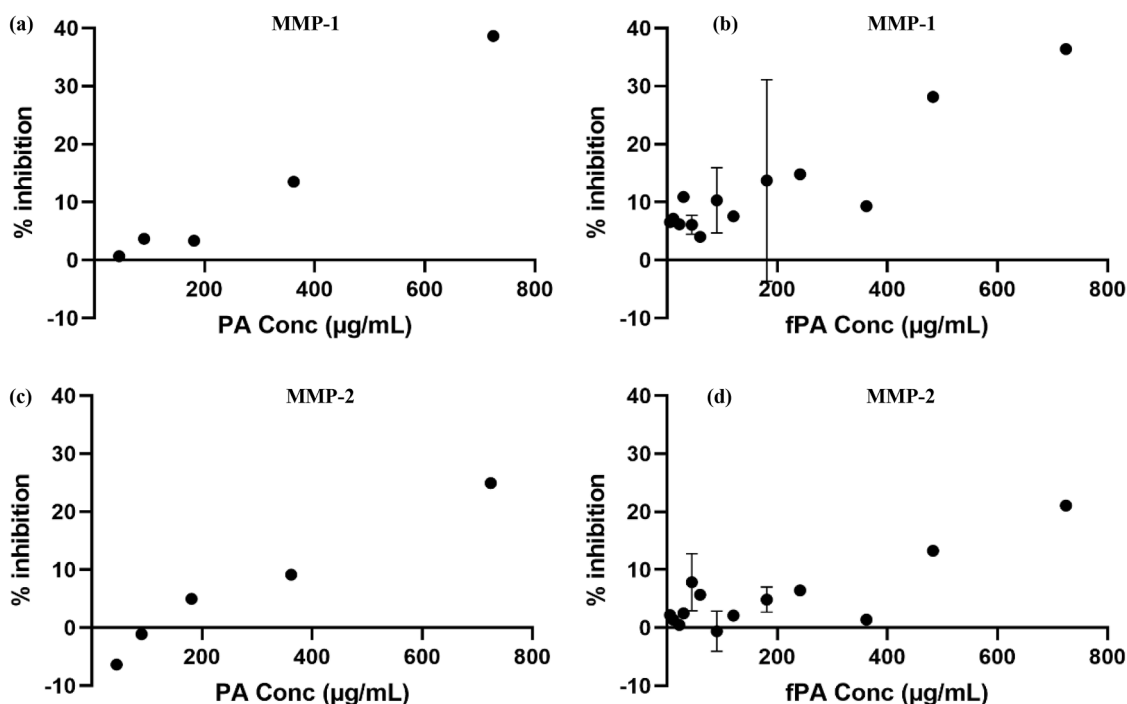 (a) MMP-1
% inhibition
40
30
20
10
0
-10
200 400 600 800
PA Conc (µg/mL)
(b) MMP-1
% inhibition
40
30
20
10
0
-10
200 400 600 800
fPA Conc (µg/mL)
(c) MMP-2
% inhibition
40
30
20
10
0
-10
200 400 600 800
PA Conc (µg/mL)
(d) MMP-2
% inhibition
40
30
20
10
0
-10
200 400 600 800
fPA Conc (µg/mL)